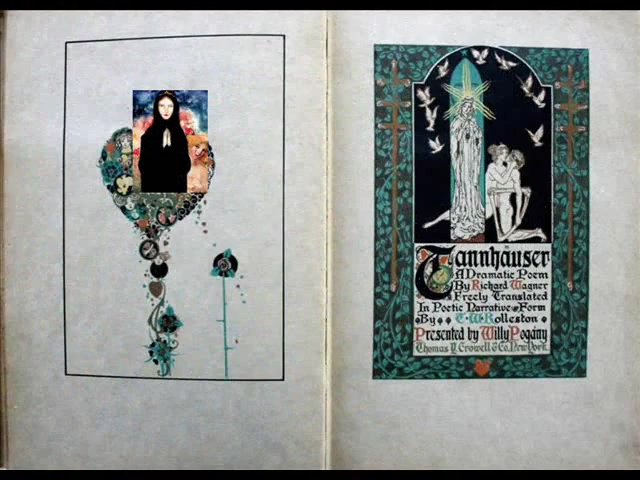 Tannhäuser
A Dramatic Poem
By Richard Wagner
Freely Translated
In Poetic Narrative Form
By T·W·Rolleston
Presented by Willy Pogány
Thomas Y. Crowell & Co, New York.